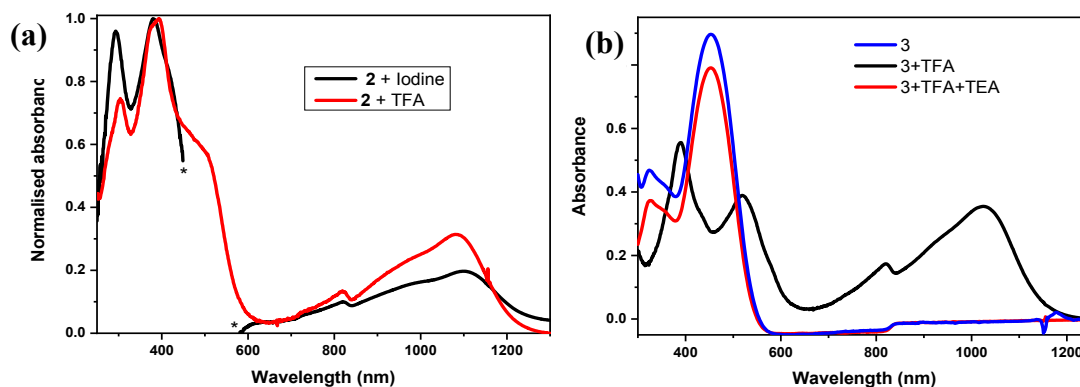 (a)
Normalised absorbanc
1.0
0.8
0.6
0.4
0.2
0.0
2 + Iodine
2 + TFA
*
*
400 600 800 1000 1200
Wavelength (nm)
(b)
Absorbance
0.6
0.4
0.2
0.0
3
3+TFA
3+TFA+TEA
400 600 800 1000 1200
Wavelength (nm)